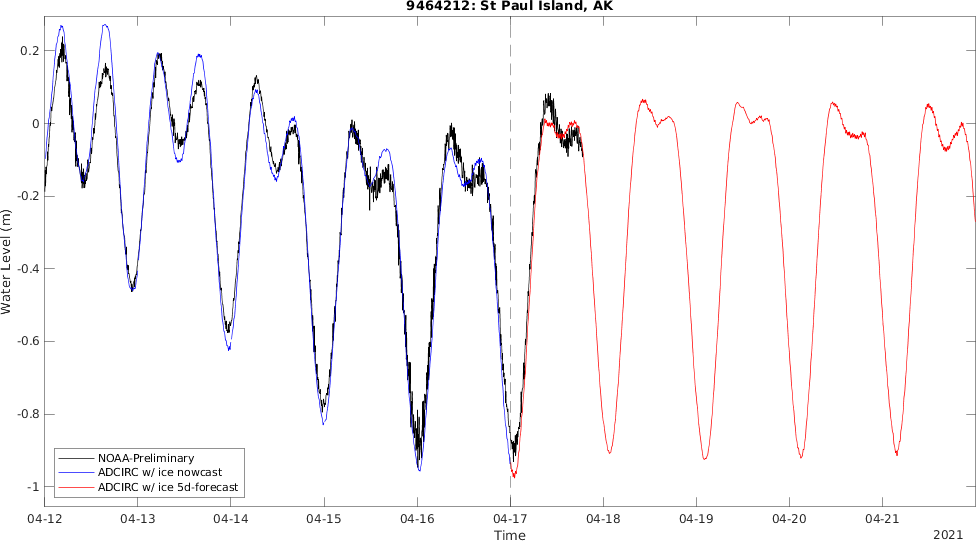 9464212: St Paul Island, AK
Water Level (m)
0.2
0
-0.2
-0.4
-0.6
-0.8
-1
NOAA-Preliminary
ADCIRC w/ ice nowcast
ADCIRC w/ ice 5d-forecast
04-12 04-13 04-14 04-15 04-16 04-17 04-18 04-19 04-20 04-21
Time
2021